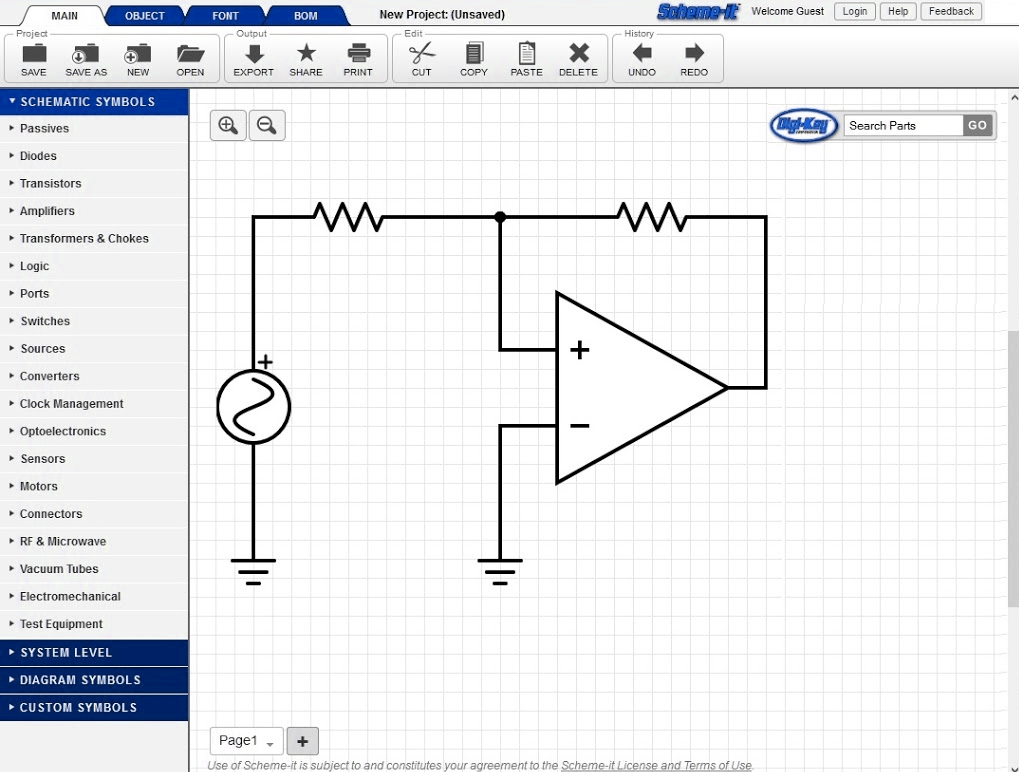 MAIN OBJECT FONT BOM New Project: (Unsaved) Scheme-it Welcome Guest Login Help Feedback
Project Output Edit History
SAVE SAVE AS NEW OPEN EXPORT SHARE PRINT CUT COPY PASTE DELETE UNDO REDO
SCHEMATIC SYMBOLS
Passives
Diodes
Transistors
Amplifiers
Transformers & Chokes
Logic
Ports
Switches
Sources
Converters
Clock Management
Optoelectronics
Sensors
Motors
Connectors
RF & Microwave
Vacuum Tubes
Electromechanical
Test Equipment
SYSTEM LEVEL
DIAGRAM SYMBOLS
CUSTOM SYMBOLS
Digi-Key Search Parts GO
+
+
−
Page1 +
Use of Scheme-it is subject to and constitutes your agreement to the Scheme-it License and Terms of Use.